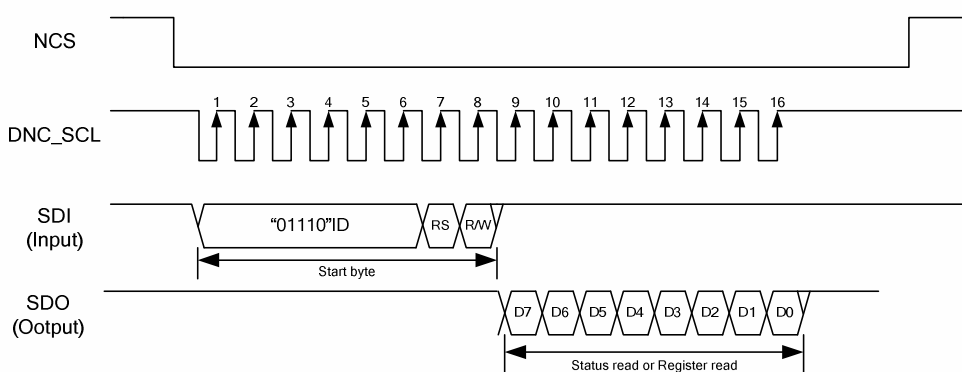 NCS
1 2 3 4 5 6 7 8 9 10 11 12 13 14 15 16
DNC_SCL
SDI
(Input)
“01110”ID RS R/W
Start byte
SDO
(Ootput)
D7 D6 D5 D4 D3 D2 D1 D0
Status read or Register read